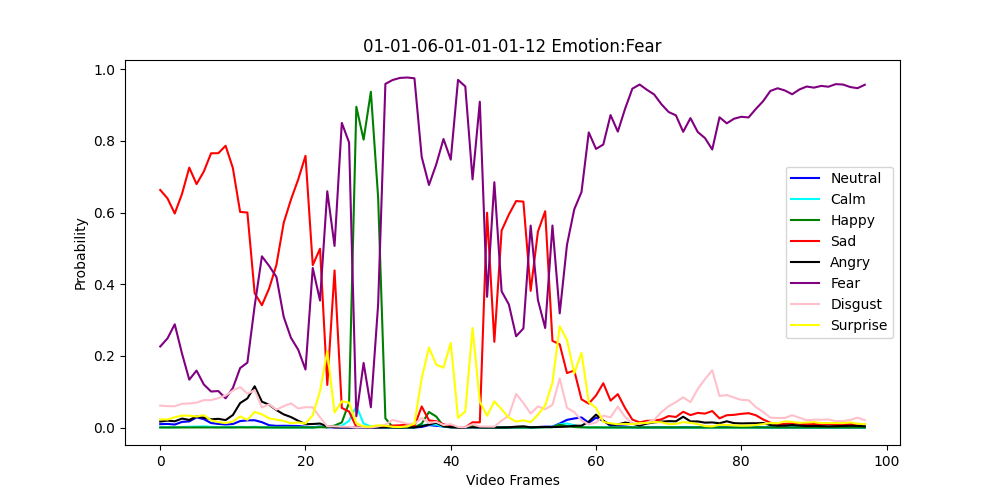 01-01-06-01-01-01-12 Emotion:Fear
Probability
1.0
0.8
0.6
0.4
0.2
0.0
0
20
40
60
80
100
Video Frames
Neutral
Calm
Happy
Sad
Angry
Fear
Disgust
Surprise